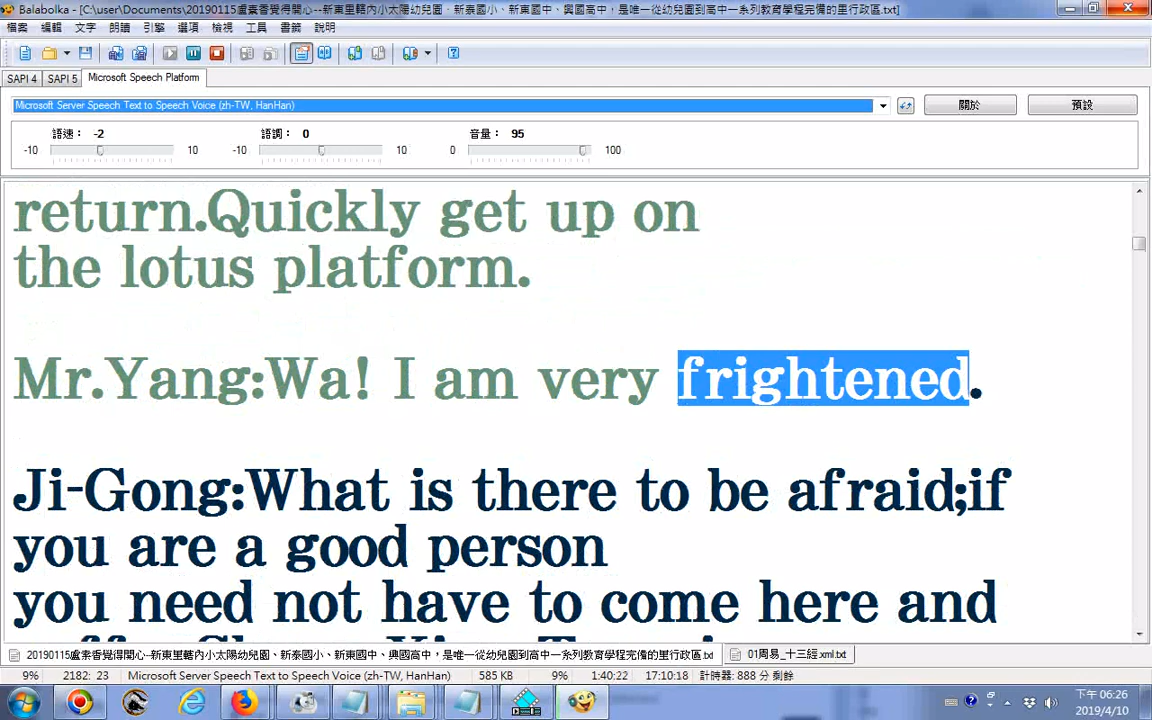 Balabolka - [C:\user\Documents\20190115盧素香覺得開心--新東里轄內小太陽幼兒園、新泰國小、新東國中、興國高中，是唯一從幼兒園到高中一系列教育學程完備的里行政區.txt]
檔案 編輯 文字 朗讀 引擎 選項 檢視 工具 書籤 說明
SAPI 4 SAPI 5 Microsoft Speech Platform
Microsoft Server Speech Text to Speech Voice (zh-TW, HanHan) 關於 預設
語速： -2 語調： 0 音量： 95
-10 10 -10 10 0 100
return.Quickly get up on
the lotus platform.
Mr.Yang:Wa! I am very frightened.
Ji-Gong:What is there to be afraid;if
you are a good person
you need not have to come here and
20190115盧素香覺得開心--新東里轄內小太陽幼兒園、新泰國小、新東國中、興國高中，是唯一從幼兒園到高中一系列教育學程完備的里行政區.txt 01周易_十三經.xml.txt
9% 2182: 23 Microsoft Server Speech Text to Speech Voice (zh-TW, HanHan) 585 KB 9% 1:40:22 17:10:18 計時器: 888 分 剩餘
下午 06:26
2019/4/10